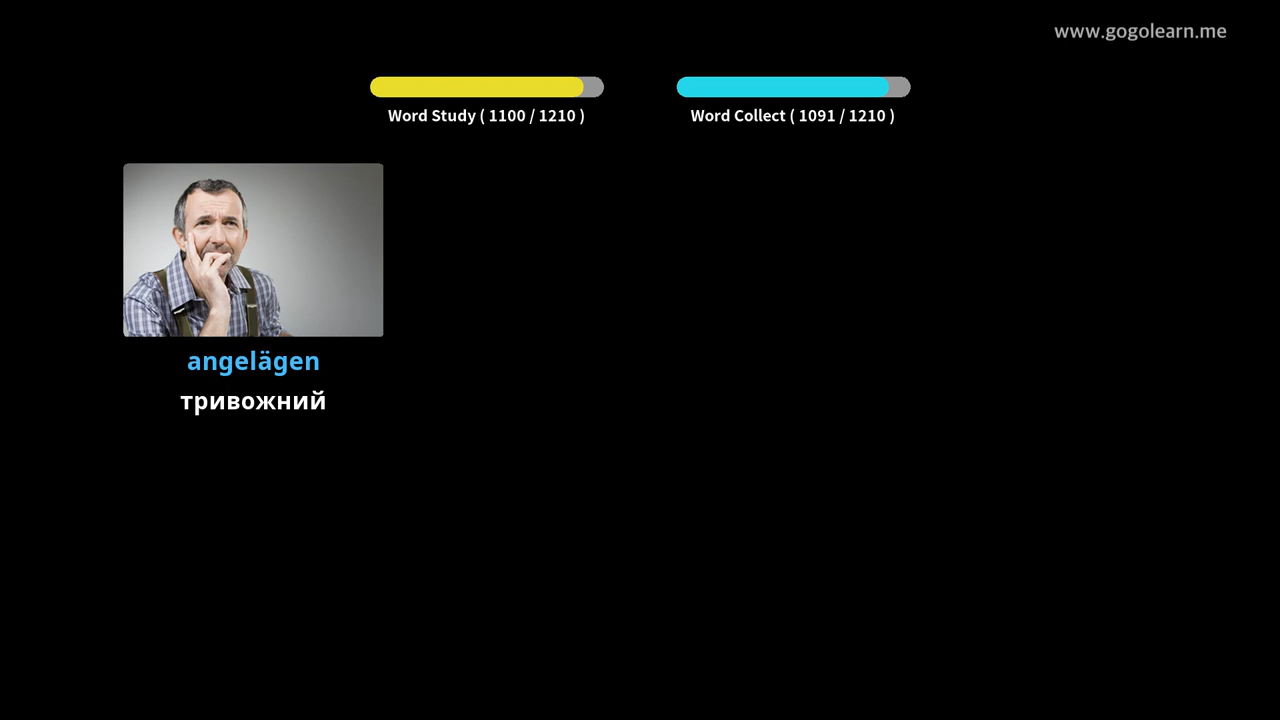 www.gogolearn.me
Word Study ( 1100 / 1210 )
Word Collect ( 1091 / 1210 )
angelägen
тривожний